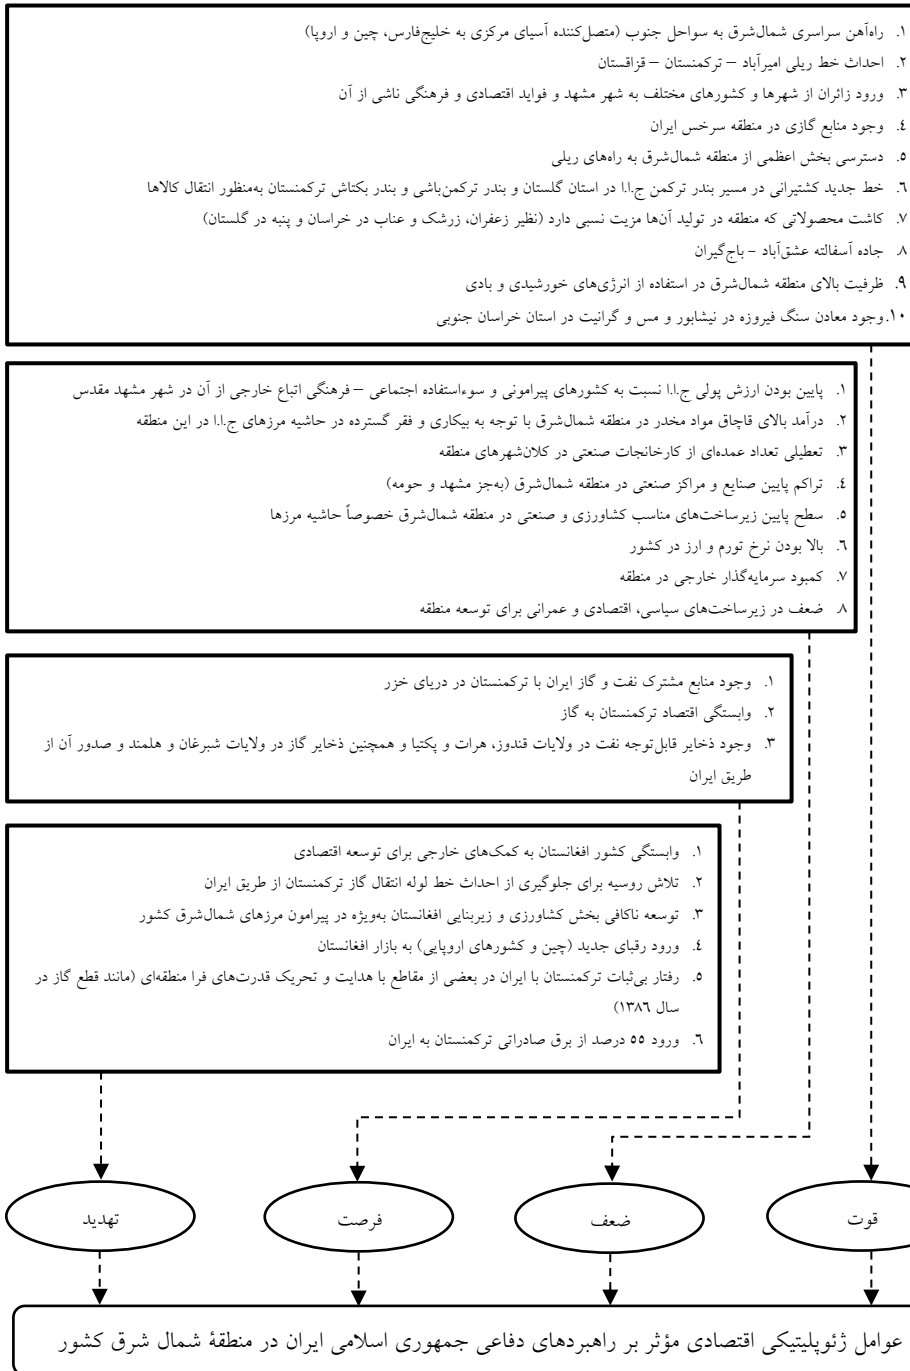 ۱. راه‌آهن سراسری شمال‌شرق به سواحل جنوب (متصل‌کننده آسیای مرکزی به خلیج‌فارس، چین و اروپا)
۲. احداث خط ریلی امیرآباد – ترکمنستان – قزاقستان
۳. ورود زائران از شهرها و کشورهای مختلف به شهر مشهد و فواید اقتصادی و فرهنگی ناشی از آن
٤. وجود منابع گازی در منطقه سرخس ایران
٥. دسترسی بخش اعظمی از منطقه شمال‌شرق به راه‌های ریلی
٦. خط جدید کشتیرانی در مسیر بندر ترکمن ج.ا.ا در استان گلستان و بندر ترکمن‌باشی و بندر بکتاش ترکمنستان به‌منظور انتقال کالاها
۷. کاشت محصولاتی که منطقه در تولید آن‌ها مزیت نسبی دارد (نظیر زعفران، زرشک و عناب در خراسان و پنبه در گلستان)
۸. جاده آسفالته عشق‌آباد – باج‌گیران
۹. ظرفیت بالای منطقه شمال‌شرق در استفاده از انرژی‌های خورشیدی و بادی
۱۰. وجود معادن سنگ فیروزه در نیشابور و مس و گرانیت در استان خراسان جنوبی
۱. پایین بودن ارزش پولی ج.ا.ا نسبت به کشورهای پیرامونی و سوءاستفاده اجتماعی – فرهنگی اتباع خارجی از آن در شهر مشهد مقدس
۲. درآمد بالای قاچاق مواد مخدر در منطقه شمال‌شرق با توجه به بیکاری و فقر گسترده در حاشیه مرزهای ج.ا.ا در این منطقه
۳. تعطیلی تعداد عمده‌ای از کارخانجات صنعتی در کلان‌شهرهای منطقه
٤. تراکم پایین صنایع و مراکز صنعتی در منطقه شمال‌شرق (به‌جز مشهد و حومه)
٥. سطح پایین زیرساخت‌های مناسب کشاورزی و صنعتی در منطقه شمال‌شرق خصوصاً حاشیه مرزها
٦. بالا بودن نرخ تورم و ارز در کشور
۷. کمبود سرمایه‌گذار خارجی در منطقه
۸. ضعف در زیرساخت‌های سیاسی، اقتصادی و عمرانی برای توسعه منطقه
۱. وجود منابع مشترک نفت و گاز ایران با ترکمنستان در دریای خزر
۲. وابستگی اقتصاد ترکمنستان به گاز
۳. وجود ذخایر قابل‌توجه نفت در ولایات قندوز، هرات و پکتیا و همچنین ذخایر گاز در ولایات شبرغان و هلمند و صدور آن از
طریق ایران
۱. وابستگی کشور افغانستان به کمک‌های خارجی برای توسعه اقتصادی
۲. تلاش روسیه برای جلوگیری از احداث خط لوله انتقال گاز ترکمنستان از طریق ایران
۳. توسعه ناکافی بخش کشاورزی و زیربنایی افغانستان به‌ویژه در پیرامون مرزهای شمال‌شرق کشور
٤. ورود رقبای جدید (چین و کشورهای اروپایی) به بازار افغانستان
٥. رفتار بی‌ثبات ترکمنستان با ایران در بعضی از مقاطع با هدایت و تحریک قدرت‌های فرا منطقه‌ای (مانند قطع گاز در
سال ۱۳۸٦)
٦. ورود ٥٥ درصد از برق صادراتی ترکمنستان به ایران
قوت
ضعف
فرصت
تهدید
عوامل ژئوپلیتیکی اقتصادی مؤثر بر راهبردهای دفاعی جمهوری اسلامی ایران در منطقهٔ شمال شرق کشور